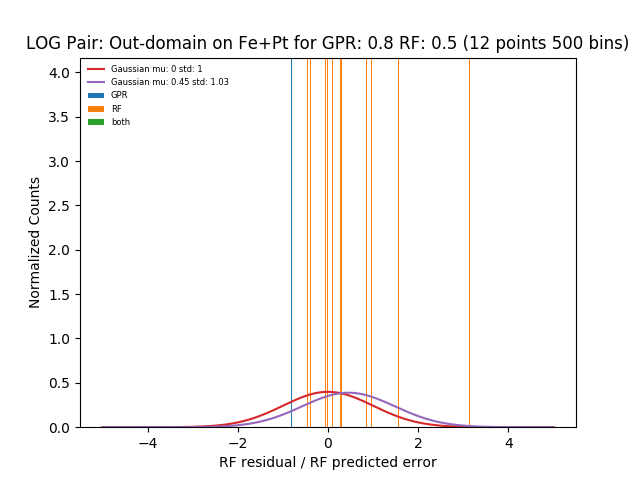 LOG Pair: Out-domain on Fe+Pt for GPR: 0.8 RF: 0.5 (12 points 500 bins)
Gaussian mu: 0 std: 1
Gaussian mu: 0.45 std: 1.03
GPR
RF
both
Normalized Counts
4.0
3.5
3.0
2.5
2.0
1.5
1.0
0.5
0.0
−4 −2 0 2 4
RF residual / RF predicted error